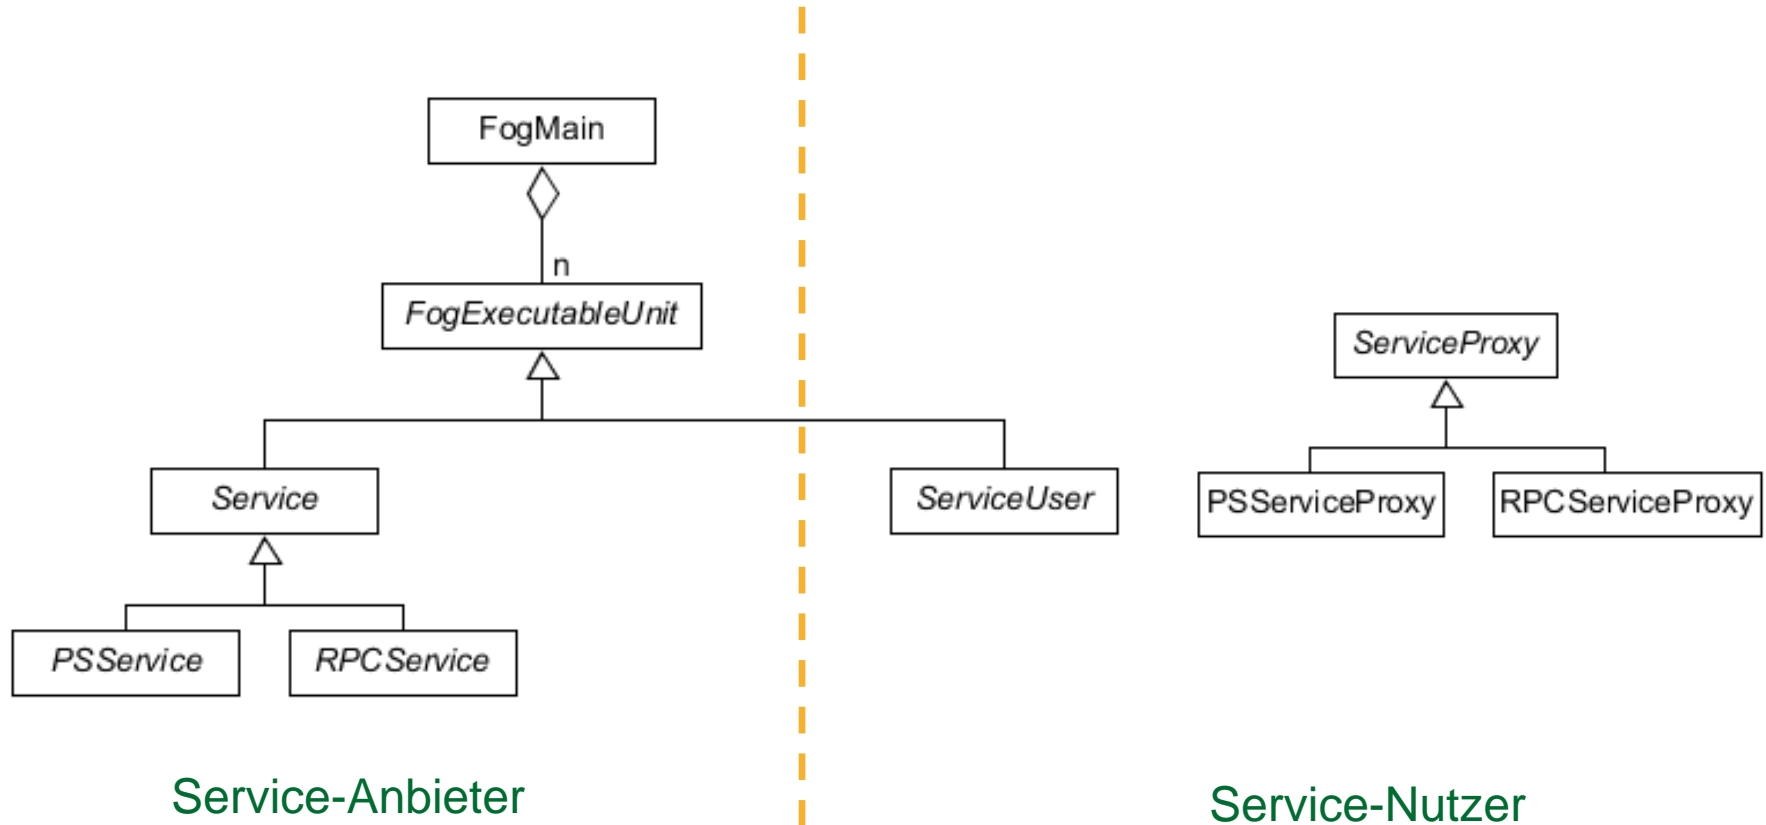 FogMain
n
FogExecutableUnit
ServiceProxy
Service
ServiceUser
PSServiceProxy
RPCServiceProxy
PSService
RPCService
Service-Anbieter
Service-Nutzer